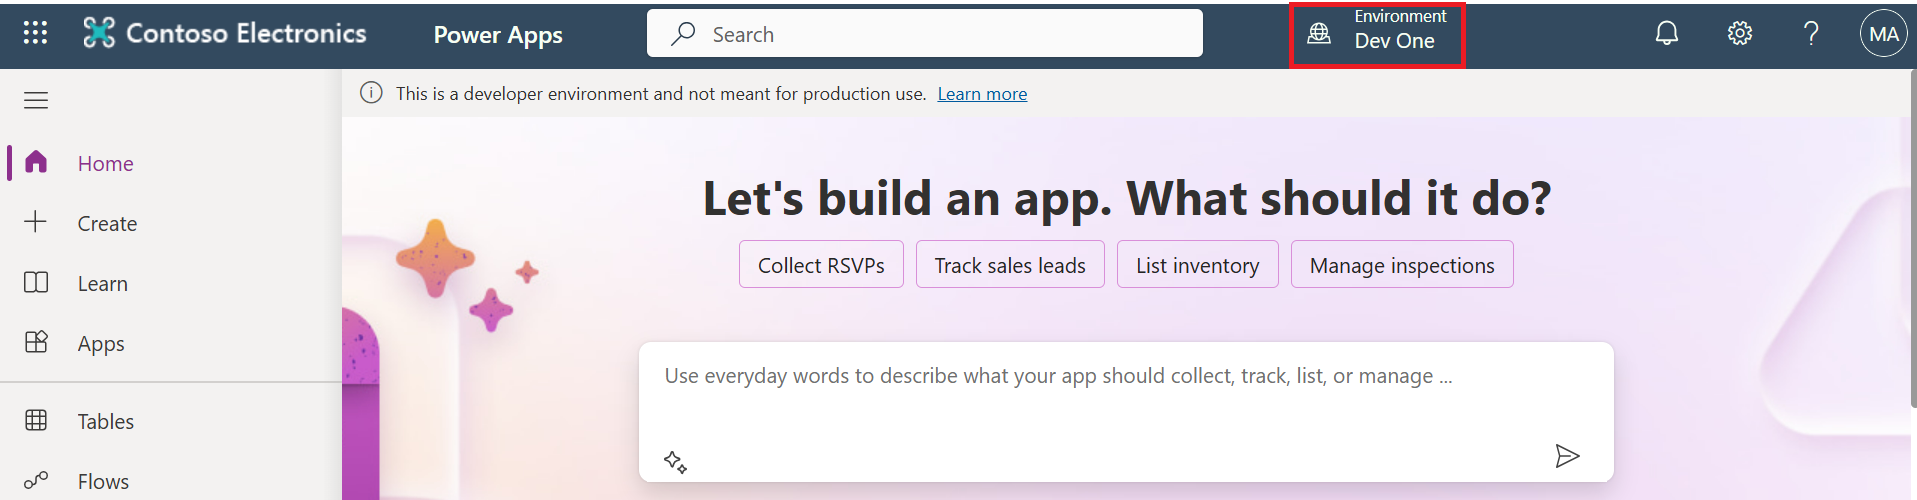 Contoso Electronics
Power Apps
Search
Environment
Dev One
MA
This is a developer environment and not meant for production use. Learn more
Home
Create
Learn
Apps
Tables
Flows
Let's build an app. What should it do?
Collect RSVPs
Track sales leads
List inventory
Manage inspections
Use everyday words to describe what your app should collect, track, list, or manage ...